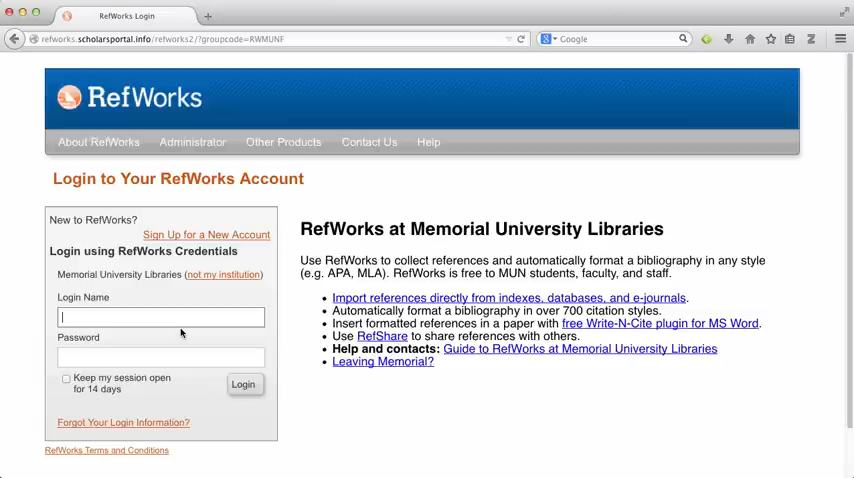 RefWorks Login
refworks.scholarsportal.info/refworks2/?groupcode=RWMUNF
Google
RefWorks
About RefWorks Administrator Other Products Contact Us Help
Login to Your RefWorks Account
New to RefWorks?
Sign Up for a New Account
Login using RefWorks Credentials
Memorial University Libraries (not my institution)
Login Name
Password
Keep my session open
for 14 days
Login
Forgot Your Login Information?
RefWorks Terms and Conditions
RefWorks at Memorial University Libraries
Use RefWorks to collect references and automatically format a bibliography in any style
(e.g. APA, MLA). RefWorks is free to MUN students, faculty, and staff.
• Import references directly from indexes, databases, and e-journals.
• Automatically format a bibliography in over 700 citation styles.
• Insert formatted references in a paper with free Write-N-Cite plugin for MS Word.
• Use RefShare to share references with others.
• Help and contacts: Guide to RefWorks at Memorial University Libraries
• Leaving Memorial?